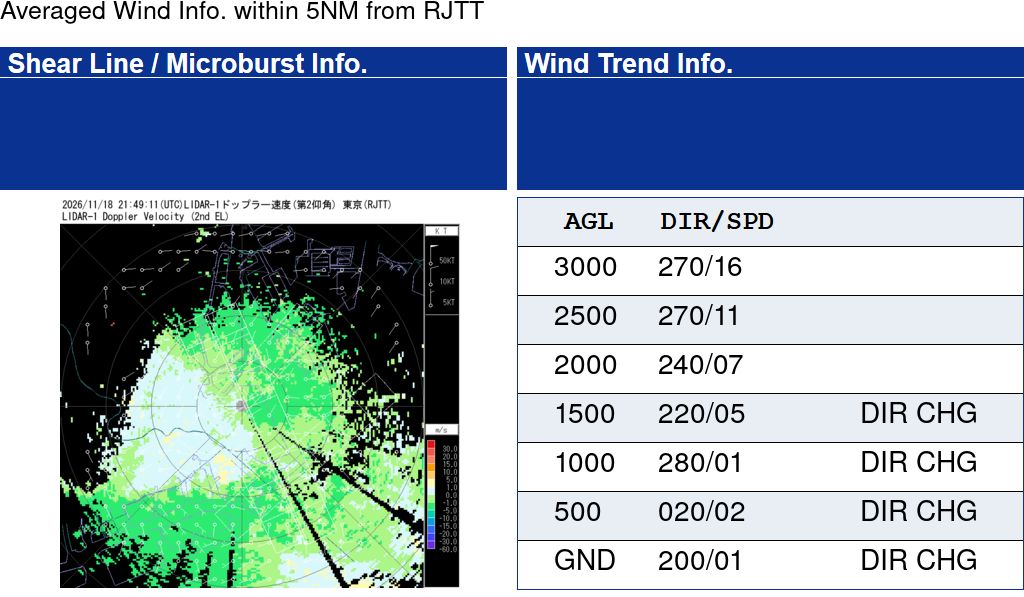 Averaged Wind Info. within 5NM from RJTT
Shear Line / Microburst Info.
Wind Trend Info.
2026/11/18 21:49:11(UTC)LIDAR-1ドップラー速度(第2仰角) 東京(RJTT)
LIDAR-1 Doppler Velocity (2nd EL)
K T
50KT
10KT
5KT
m/s
30.0
20.0
15.0
10.0
5.0
1.0
0.0
-1.0
-5.0
-10.0
-15.0
-20.0
-30.0
-60.0
AGL DIR/SPD
3000 270/16
2500 270/11
2000 240/07
1500 220/05 DIR CHG
1000 280/01 DIR CHG
500 020/02 DIR CHG
GND 200/01 DIR CHG